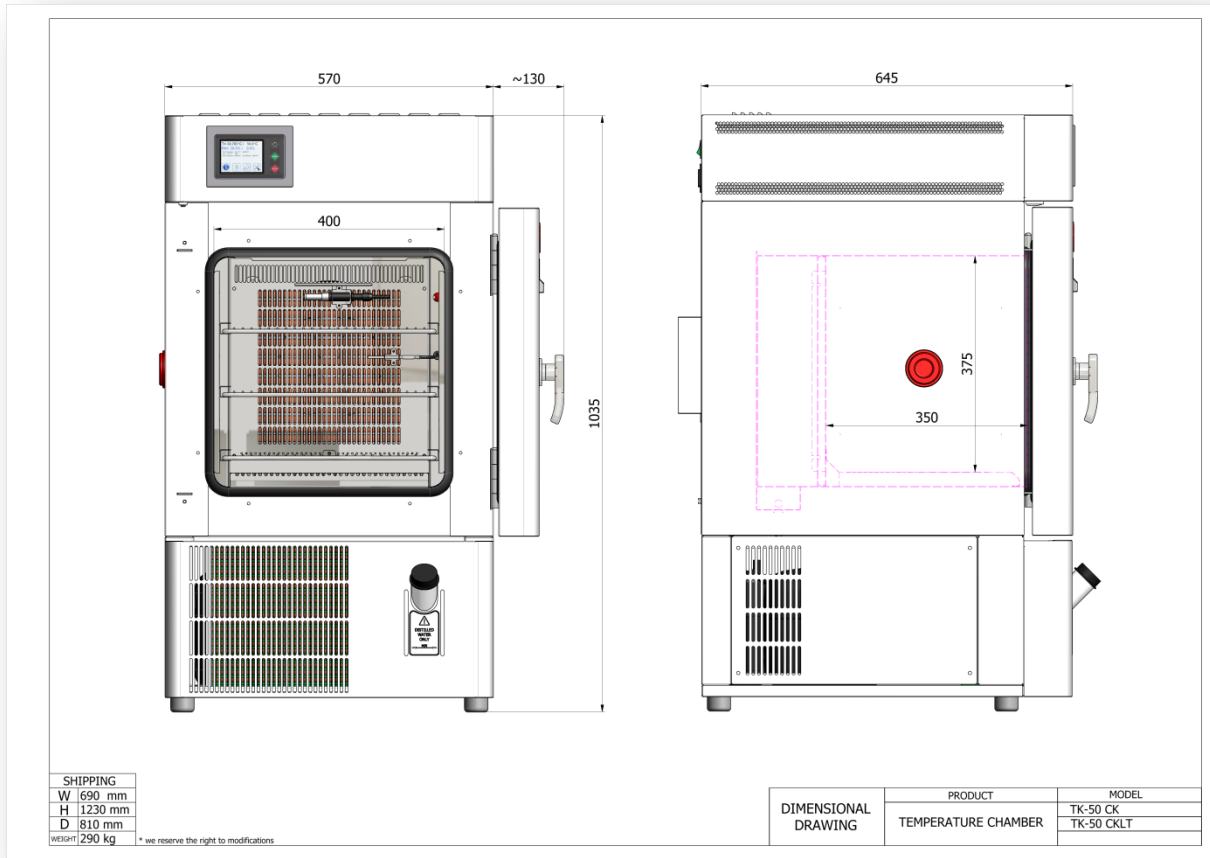 570
~130
645
400
1035
375
350
DISTILLED
WATER
ONLY
SHIPPING
W 690 mm
H 1230 mm
D 810 mm
WEIGHT 290 kg
* we reserve the right to modifications
DIMENSIONAL
DRAWING
PRODUCT
TEMPERATURE CHAMBER
MODEL
TK-50 CK
TK-50 CKLT